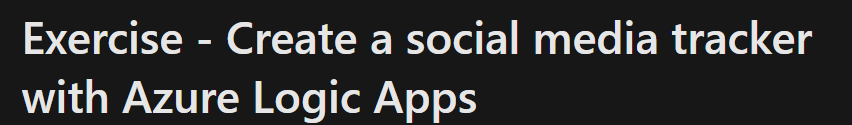 Exercise - Create a social media tracker
with Azure Logic Apps